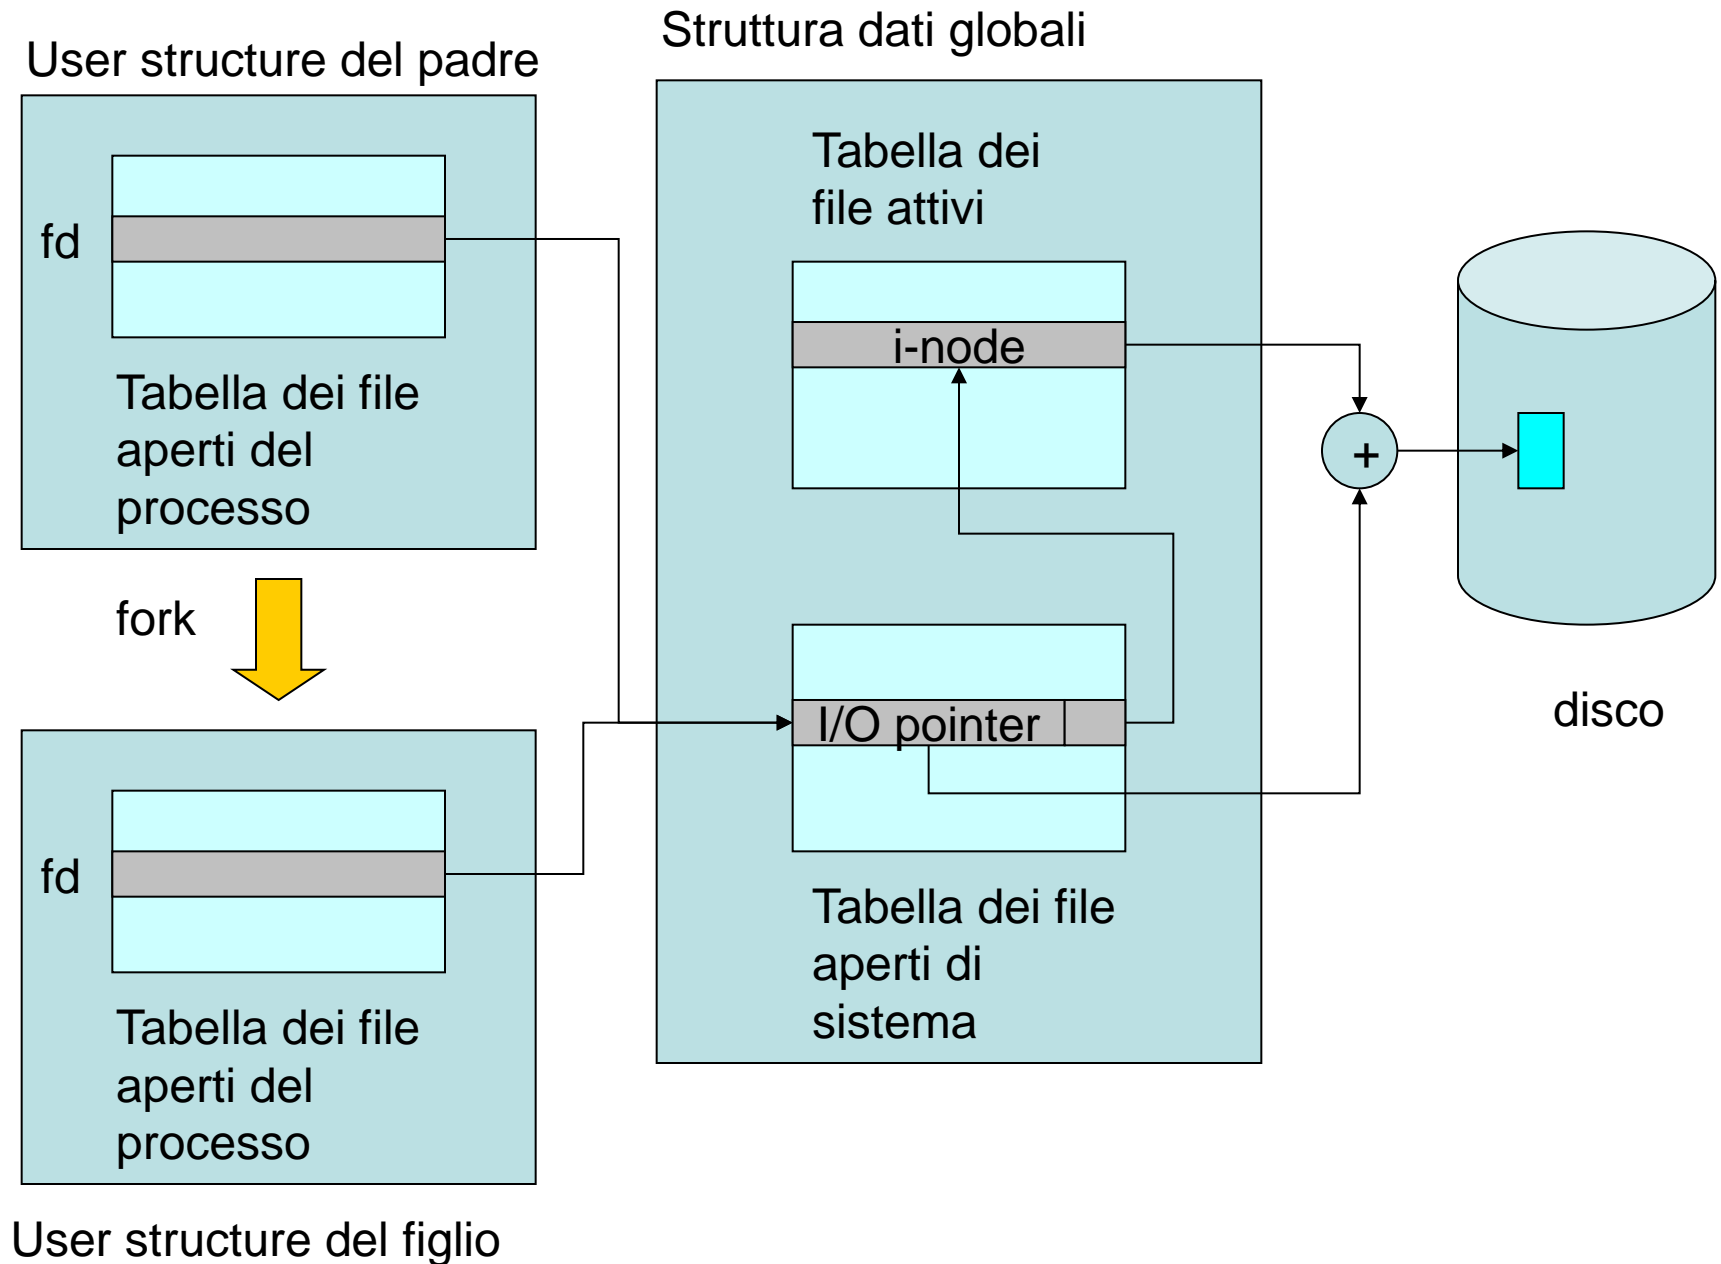 User structure del padre
fd
Tabella dei file
aperti del
processo
fork
fd
Tabella dei file
aperti del
processo
User structure del figlio
Struttura dati globali
Tabella dei
file attivi
i-node
I/O pointer
Tabella dei file
aperti di
sistema
+
disco